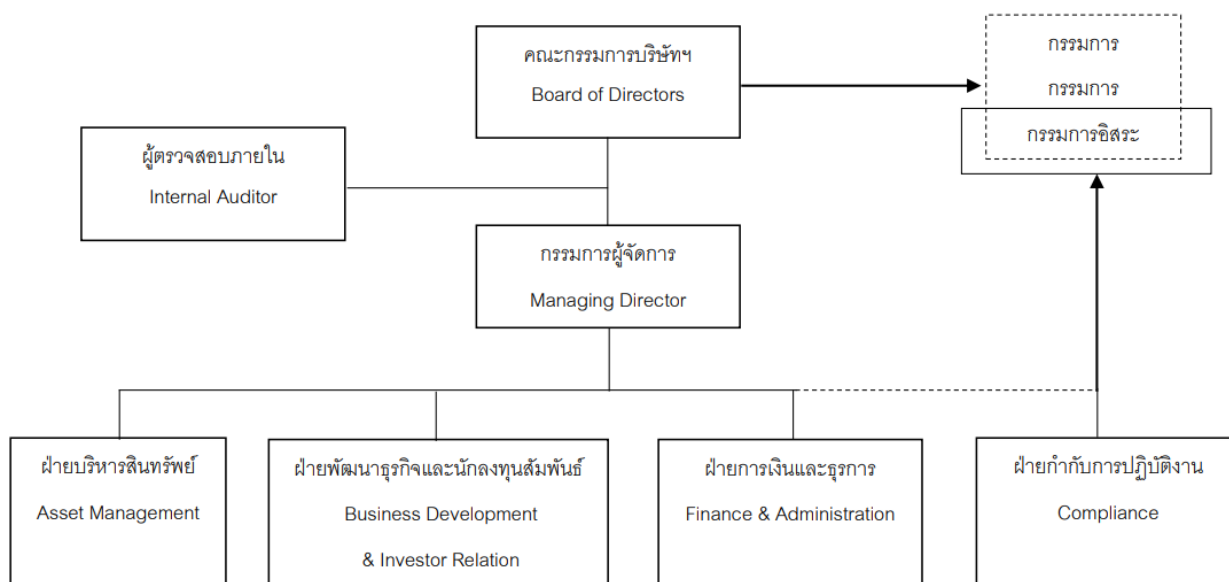 คณะกรรมการบริษัทฯ
Board of Directors
กรรมการ
กรรมการ
กรรมการอิสระ
ผู้ตรวจสอบภายใน
Internal Auditor
กรรมการผู้จัดการ
Managing Director
ฝ่ายบริหารสินทรัพย์
Asset Management
ฝ่ายพัฒนาธุรกิจและนักลงทุนสัมพันธ์
Business Development
& Investor Relation
ฝ่ายการเงินและธุรการ
Finance & Administration
ฝ่ายกำกับการปฏิบัติงาน
Compliance